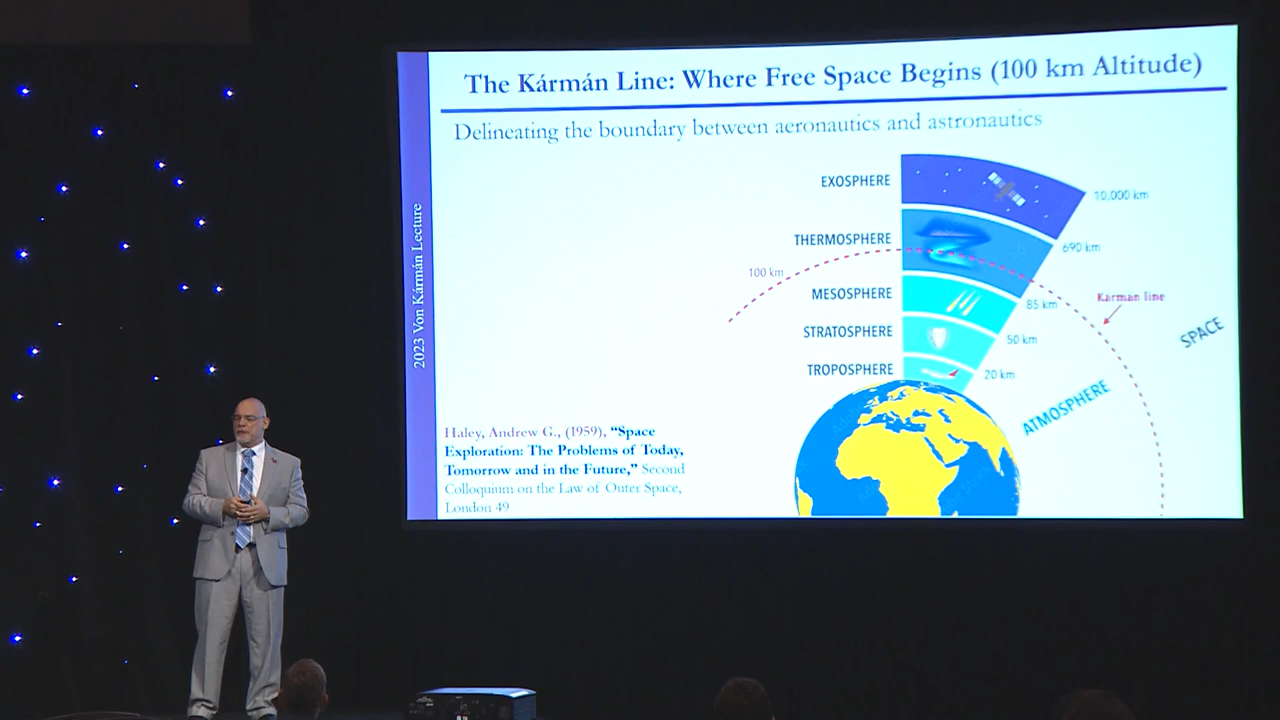 The Kármán Line: Where Free Space Begins (100 km Altitude)
Delineating the boundary between aeronautics and astronautics
2023 Von Kármán Lecture
EXOSPHERE
10,000 km
THERMOSPHERE
690 km
100 km
MESOSPHERE
85 km
Kármán line
STRATOSPHERE
50 km
SPACE
TROPOSPHERE
20 km
ATMOSPHERE
Haley, Andrew G., (1959), “Space
Exploration: The Problems of Today,
Tomorrow and in the Future,” Second
Colloquium on the Law of Outer Space,
London 49